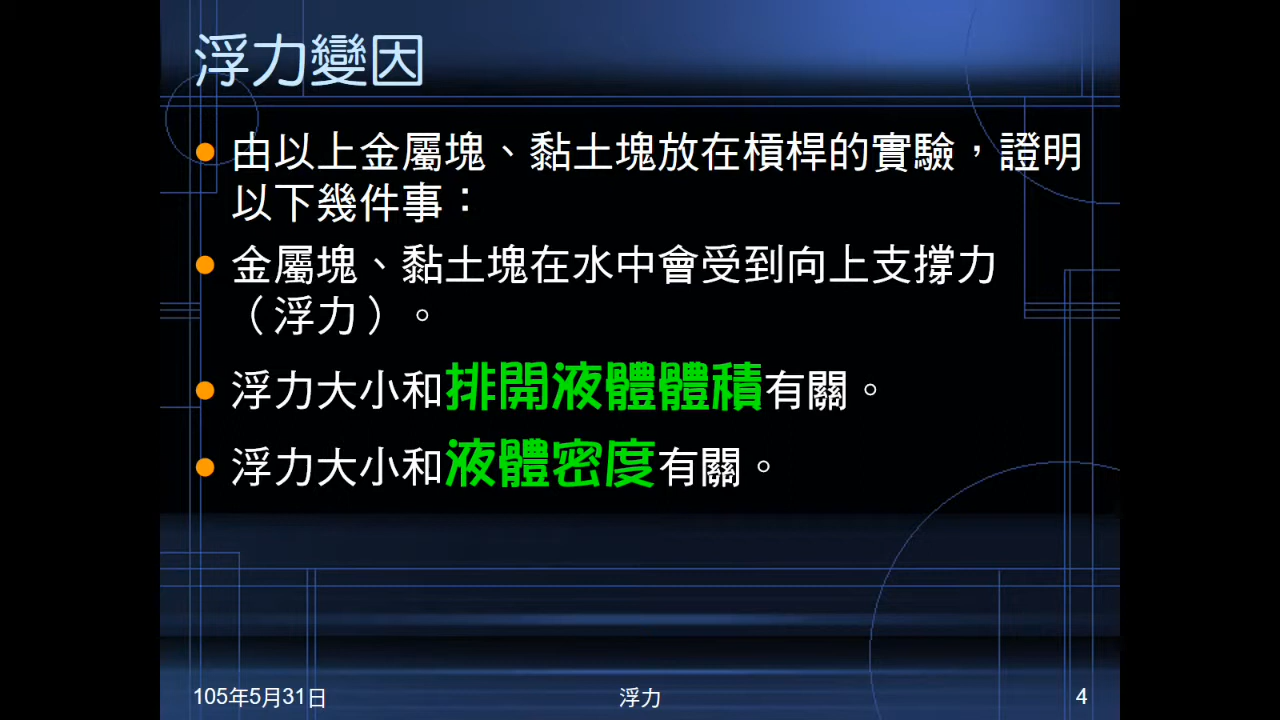 浮力變因
由以上金屬塊、黏土塊放在槓桿的實驗，證明
以下幾件事：
金屬塊、黏土塊在水中會受到向上支撐力
（浮力）。
浮力大小和排開液體體積有關。
浮力大小和液體密度有關。
105年5月31日
浮力
4